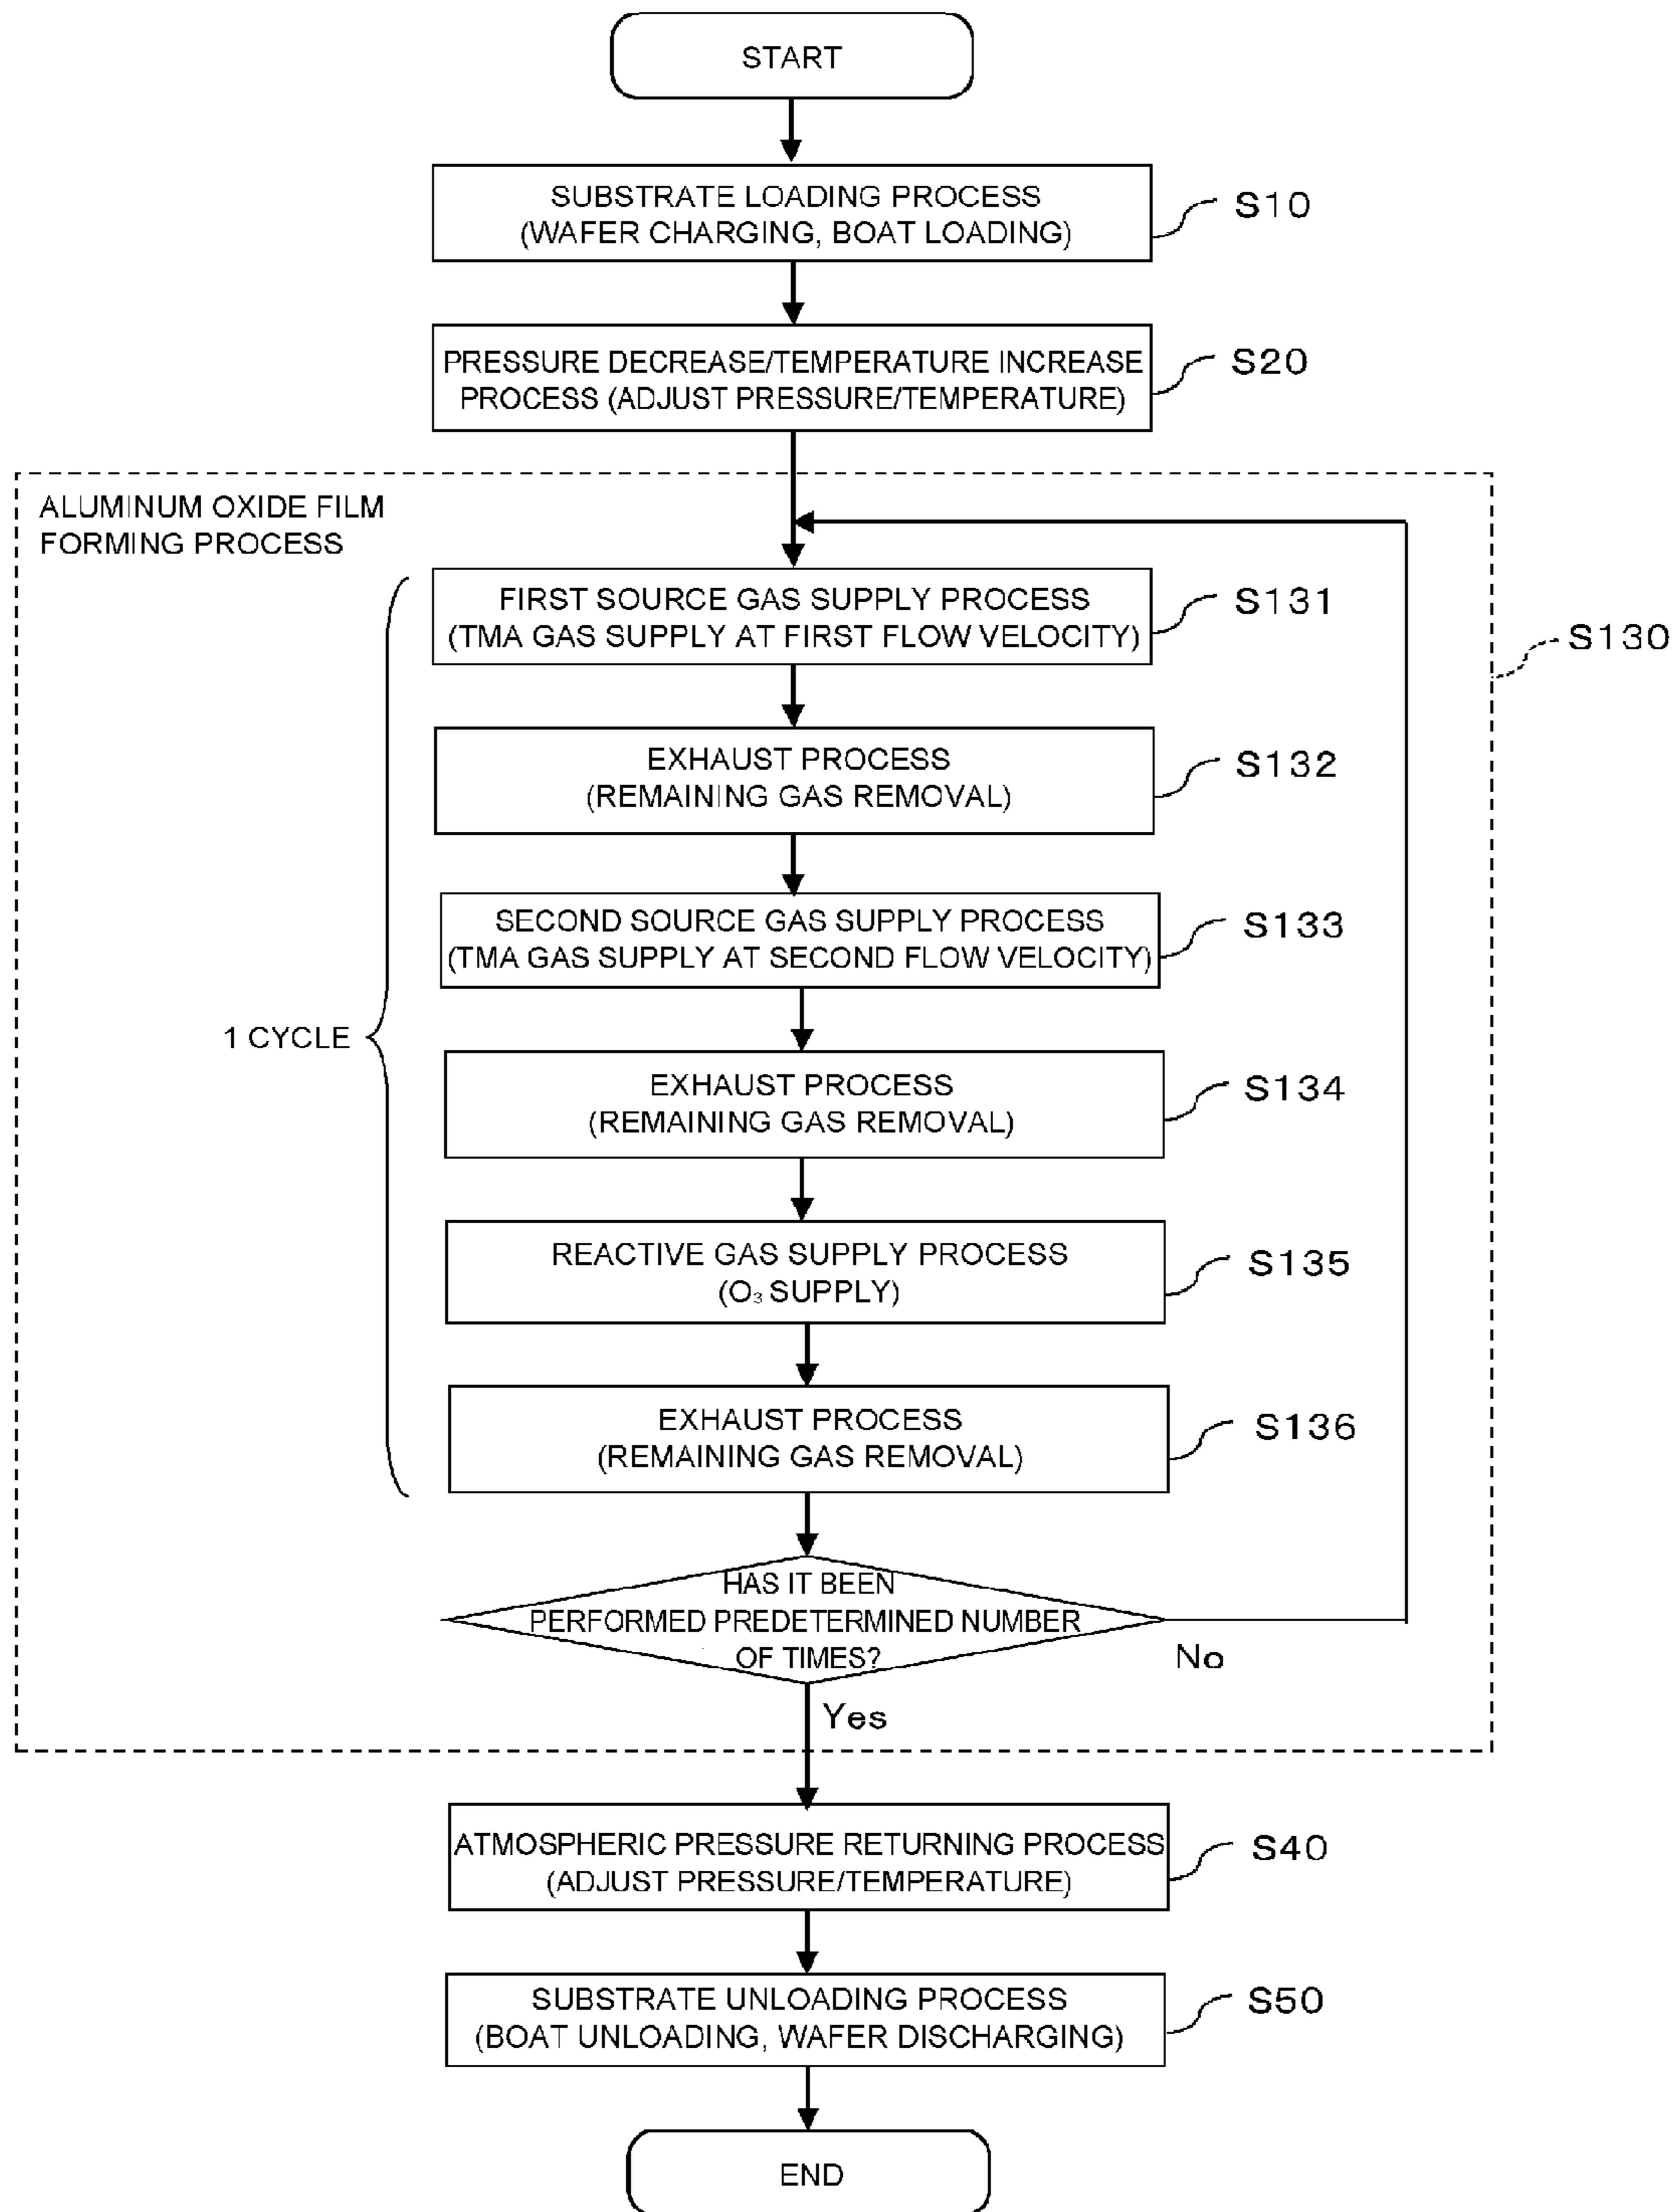 START
SUBSTRATE LOADING PROCESS
(WAFER CHARGING, BOAT LOADING)
S10
PRESSURE DECREASE/TEMPERATURE INCREASE
PROCESS (ADJUST PRESSURE/TEMPERATURE)
S20
ALUMINUM OXIDE FILM
FORMING PROCESS
S130
1 CYCLE
FIRST SOURCE GAS SUPPLY PROCESS
(TMA GAS SUPPLY AT FIRST FLOW VELOCITY)
S131
EXHAUST PROCESS
(REMAINING GAS REMOVAL)
S132
SECOND SOURCE GAS SUPPLY PROCESS
(TMA GAS SUPPLY AT SECOND FLOW VELOCITY)
S133
EXHAUST PROCESS
(REMAINING GAS REMOVAL)
S134
REACTIVE GAS SUPPLY PROCESS
(O₃ SUPPLY)
S135
EXHAUST PROCESS
(REMAINING GAS REMOVAL)
S136
HAS IT BEEN
PERFORMED PREDETERMINED NUMBER
OF TIMES?
No
Yes
ATMOSPHERIC PRESSURE RETURNING PROCESS
(ADJUST PRESSURE/TEMPERATURE)
S40
SUBSTRATE UNLOADING PROCESS
(BOAT UNLOADING, WAFER DISCHARGING)
S50
END